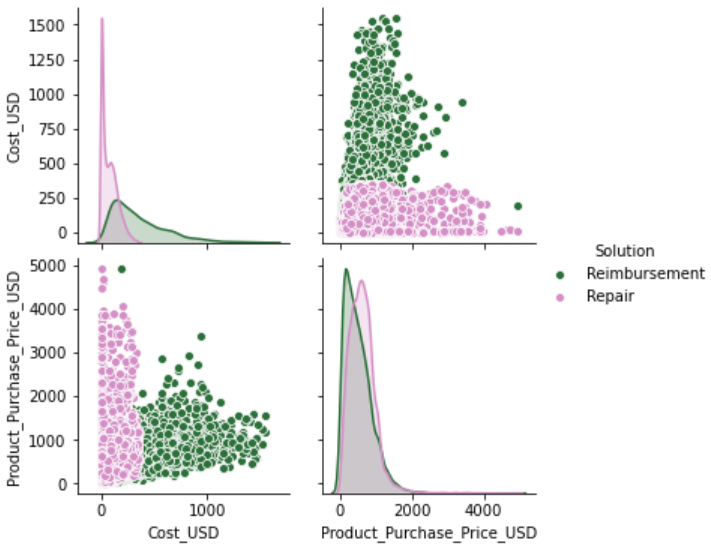 1500
1250
1000
750
500
250
0
Cost_USD
Solution
Reimbursement
Repair
5000
4000
3000
2000
1000
0
Product_Purchase_Price_USD
0 1000
Cost_USD
0 2000 4000
Product_Purchase_Price_USD